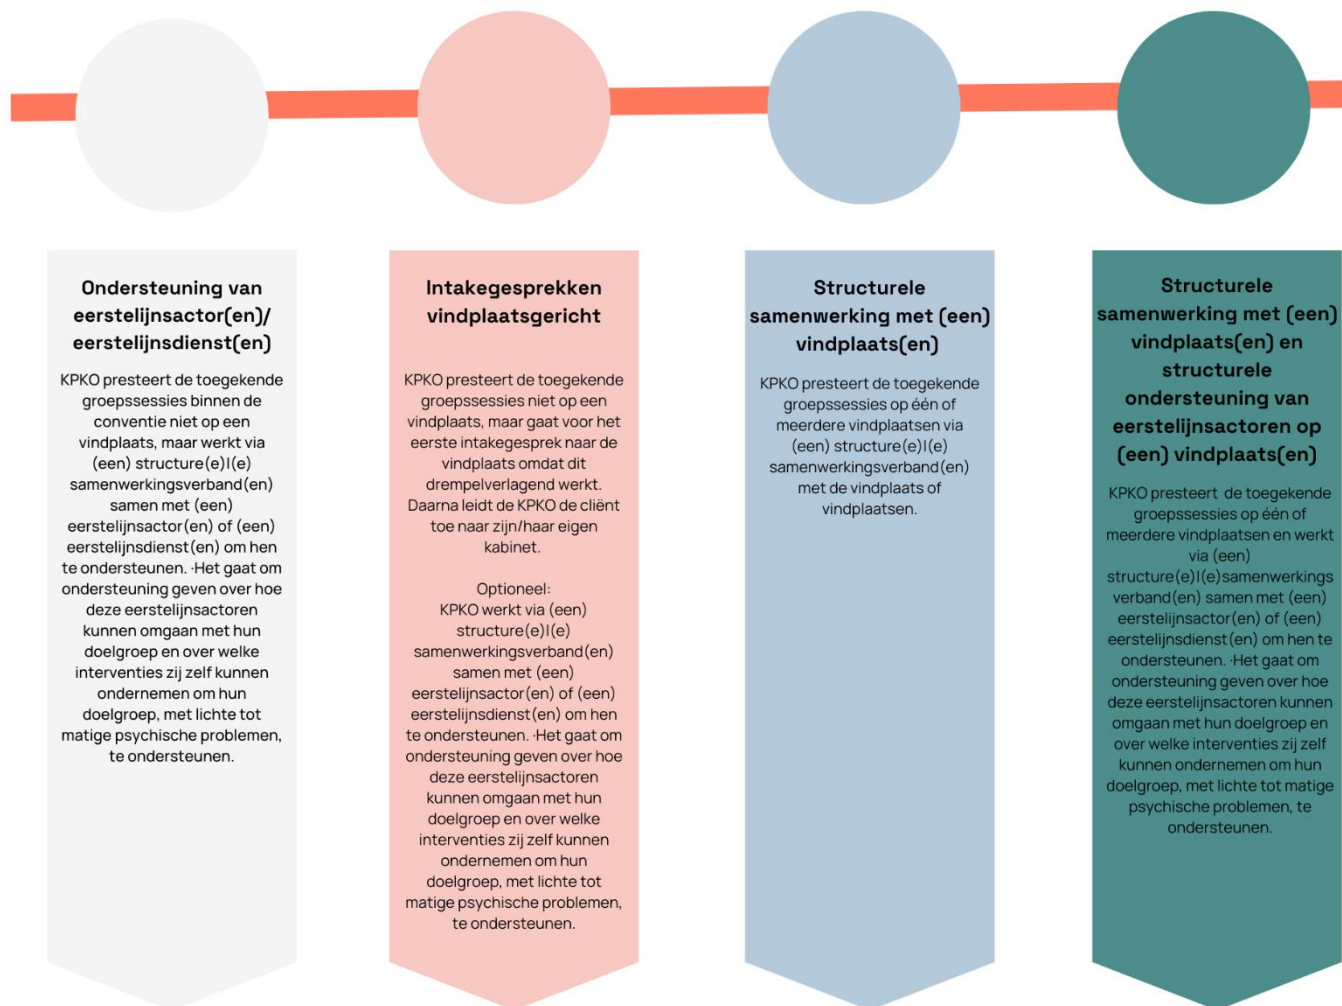 Ondersteuning van
eerstelijnsactor(en)/
eerstelijnsdienst(en)
KPKO presteert de toegekende
groepssessies binnen de
conventie niet op een
vindplaats, maar werkt via
(een) structure(e)l(e)
samenwerkingsverband(en)
samen met (een)
eerstelijnsactor(en) of (een)
eerstelijnsdienst(en) om hen
te ondersteunen. ·Het gaat om
ondersteuning geven over hoe
deze eerstelijnsactoren
kunnen omgaan met hun
doelgroep en over welke
interventies zij zelf kunnen
ondernemen om hun
doelgroep, met lichte tot
matige psychische problemen,
te ondersteunen.
Intakegesprekken
vindplaatsgericht
KPKO presteert de toegekende
groepssessies niet op een
vindplaats, maar gaat voor het
eerste intakegesprek naar de
vindplaats omdat dit
drempelverlagend werkt.
Daarna leidt de KPKO de cliënt
toe naar zijn/haar eigen
kabinet.
Optioneel:
KPKO werkt via (een)
structure(e)l(e)
samenwerkingsverband(en)
samen met (een)
eerstelijnsactor(en) of (een)
eerstelijnsdienst(en) om hen
te ondersteunen. ·Het gaat om
ondersteuning geven over hoe
deze eerstelijnsactoren
kunnen omgaan met hun
doelgroep en over welke
interventies zij zelf kunnen
ondernemen om hun
doelgroep, met lichte tot
matige psychische problemen,
te ondersteunen.
Structurele
samenwerking met (een)
vindplaats(en)
KPKO presteert de toegekende
groepssessies op één of
meerdere vindplaatsen via
(een) structure(e)l(e)
samenwerkingsverband(en)
met de vindplaats of
vindplaatsen.
Structurele
samenwerking met (een)
vindplaats(en) en
structurele
ondersteuning van
eerstelijnsactoren op
(een) vindplaats(en)
KPKO presteert de toegekende
groepssessies op één of
meerdere vindplaatsen en werkt
via (een)
structure(e)l(e)samenwerkings
verband(en) samen met (een)
eerstelijnsactor(en) of (een)
eerstelijnsdienst(en) om hen te
ondersteunen. ·Het gaat om
ondersteuning geven over hoe
deze eerstelijnsactoren kunnen
omgaan met hun doelgroep en
over welke interventies zij zelf
kunnen ondernemen om hun
doelgroep, met lichte tot matige
psychische problemen, te
ondersteunen.